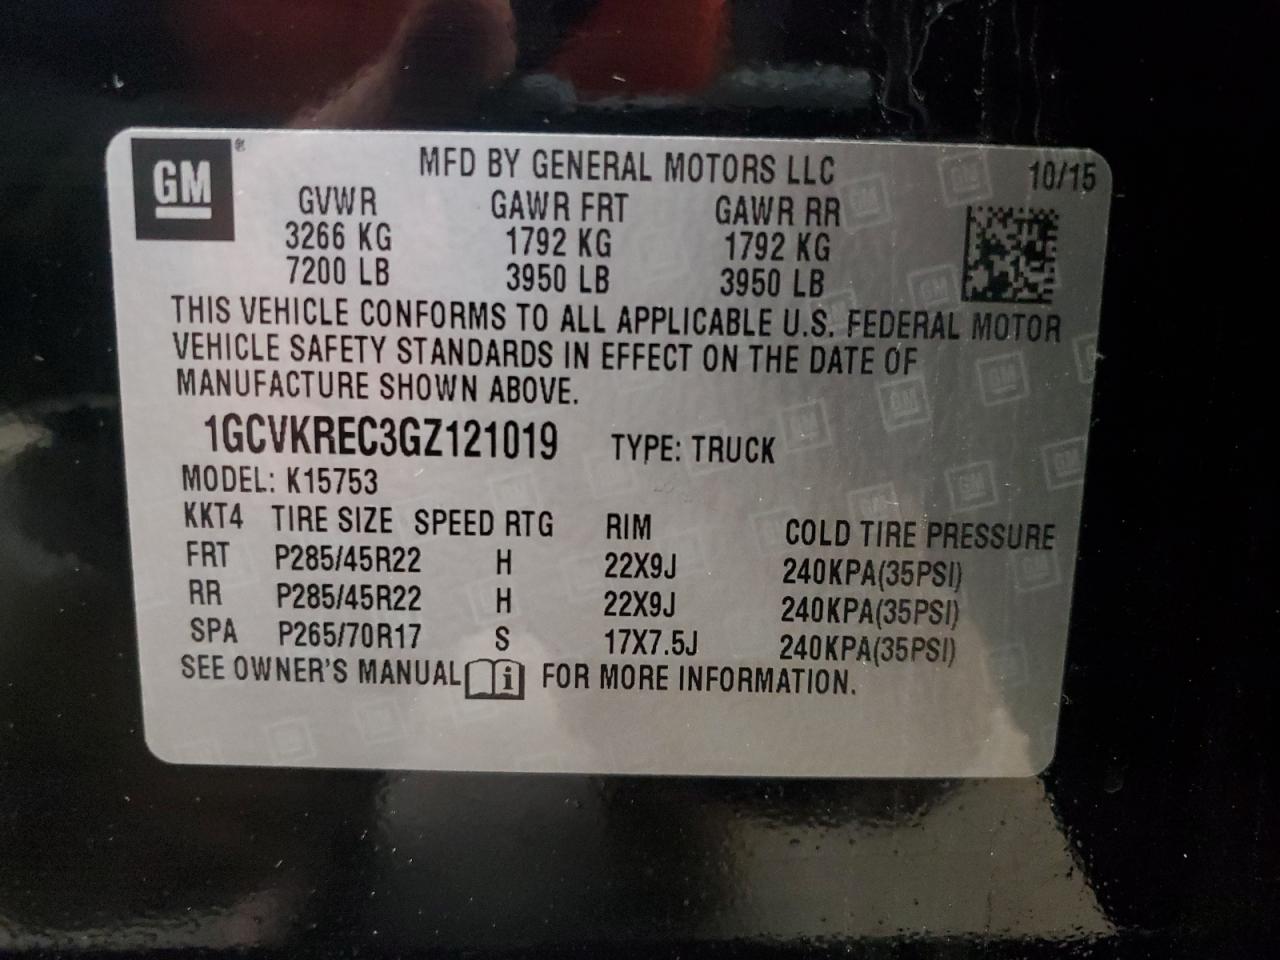 GM ® MFD BY GENERAL MOTORS LLC 10/15
GVWR GAWR FRT GAWR RR
3266 KG 1792 KG 1792 KG
7200 LB 3950 LB 3950 LB
THIS VEHICLE CONFORMS TO ALL APPLICABLE U.S. FEDERAL MOTOR
VEHICLE SAFETY STANDARDS IN EFFECT ON THE DATE OF
MANUFACTURE SHOWN ABOVE.
1GCVKREC3GZ121019 TYPE: TRUCK
MODEL: K15753
KKT4 TIRE SIZE SPEED RTG RIM COLD TIRE PRESSURE
FRT P285/45R22 H 22X9J 240KPA(35PSI)
RR P285/45R22 H 22X9J 240KPA(35PSI)
SPA P265/70R17 S 17X7.5J 240KPA(35PSI)
SEE OWNER'S MANUAL i FOR MORE INFORMATION.